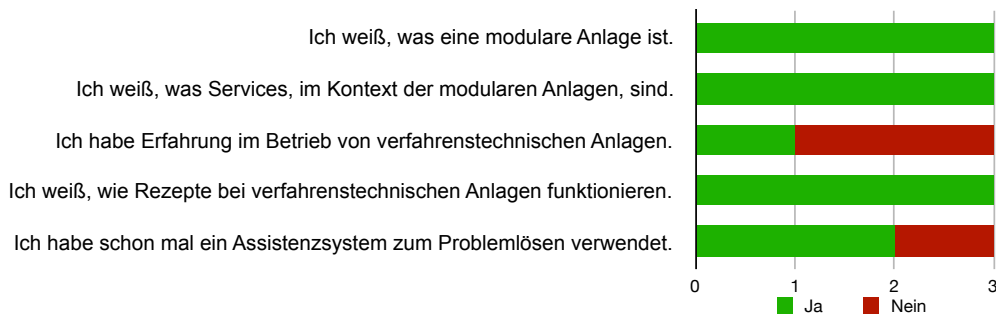 Ich weiß, was eine modulare Anlage ist.
Ich weiß, was Services, im Kontext der modularen Anlagen, sind.
Ich habe Erfahrung im Betrieb von verfahrenstechnischen Anlagen.
Ich weiß, wie Rezepte bei verfahrenstechnischen Anlagen funktionieren.
Ich habe schon mal ein Assistenzsystem zum Problemlösen verwendet.
0 1 2 3
Ja Nein